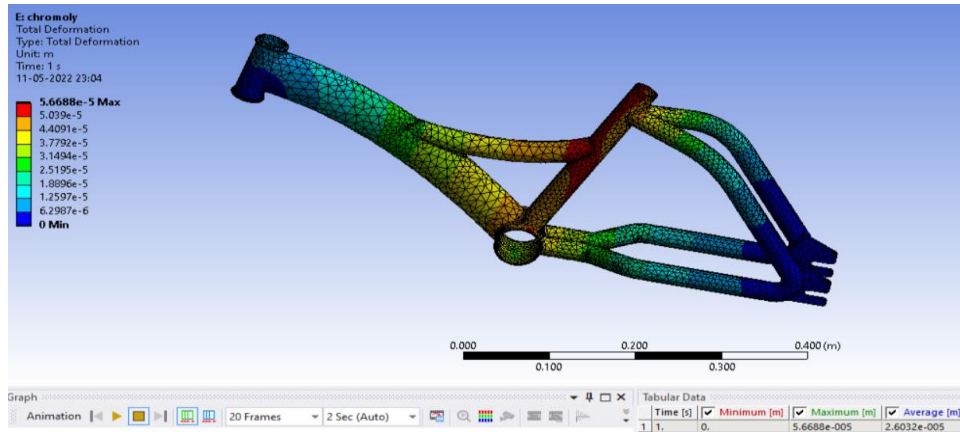 E: chromoly
Total Deformation
Type: Total Deformation
Unit: m
Time: 1 s
11-05-2022 23:04
5.6688e-5 Max
5.039e-5
4.4091e-5
3.7792e-5
3.1494e-5
2.5195e-5
1.8896e-5
1.2597e-5
6.2987e-6
0 Min
0.000 0.200 0.400 (m)
0.100 0.300
Graph
Animation 20 Frames 2 Sec (Auto)
Tabular Data
Time [s] Minimum [m] Maximum [m] Average [m]
1 1. 0. 5.6688e-005 2.6032e-005